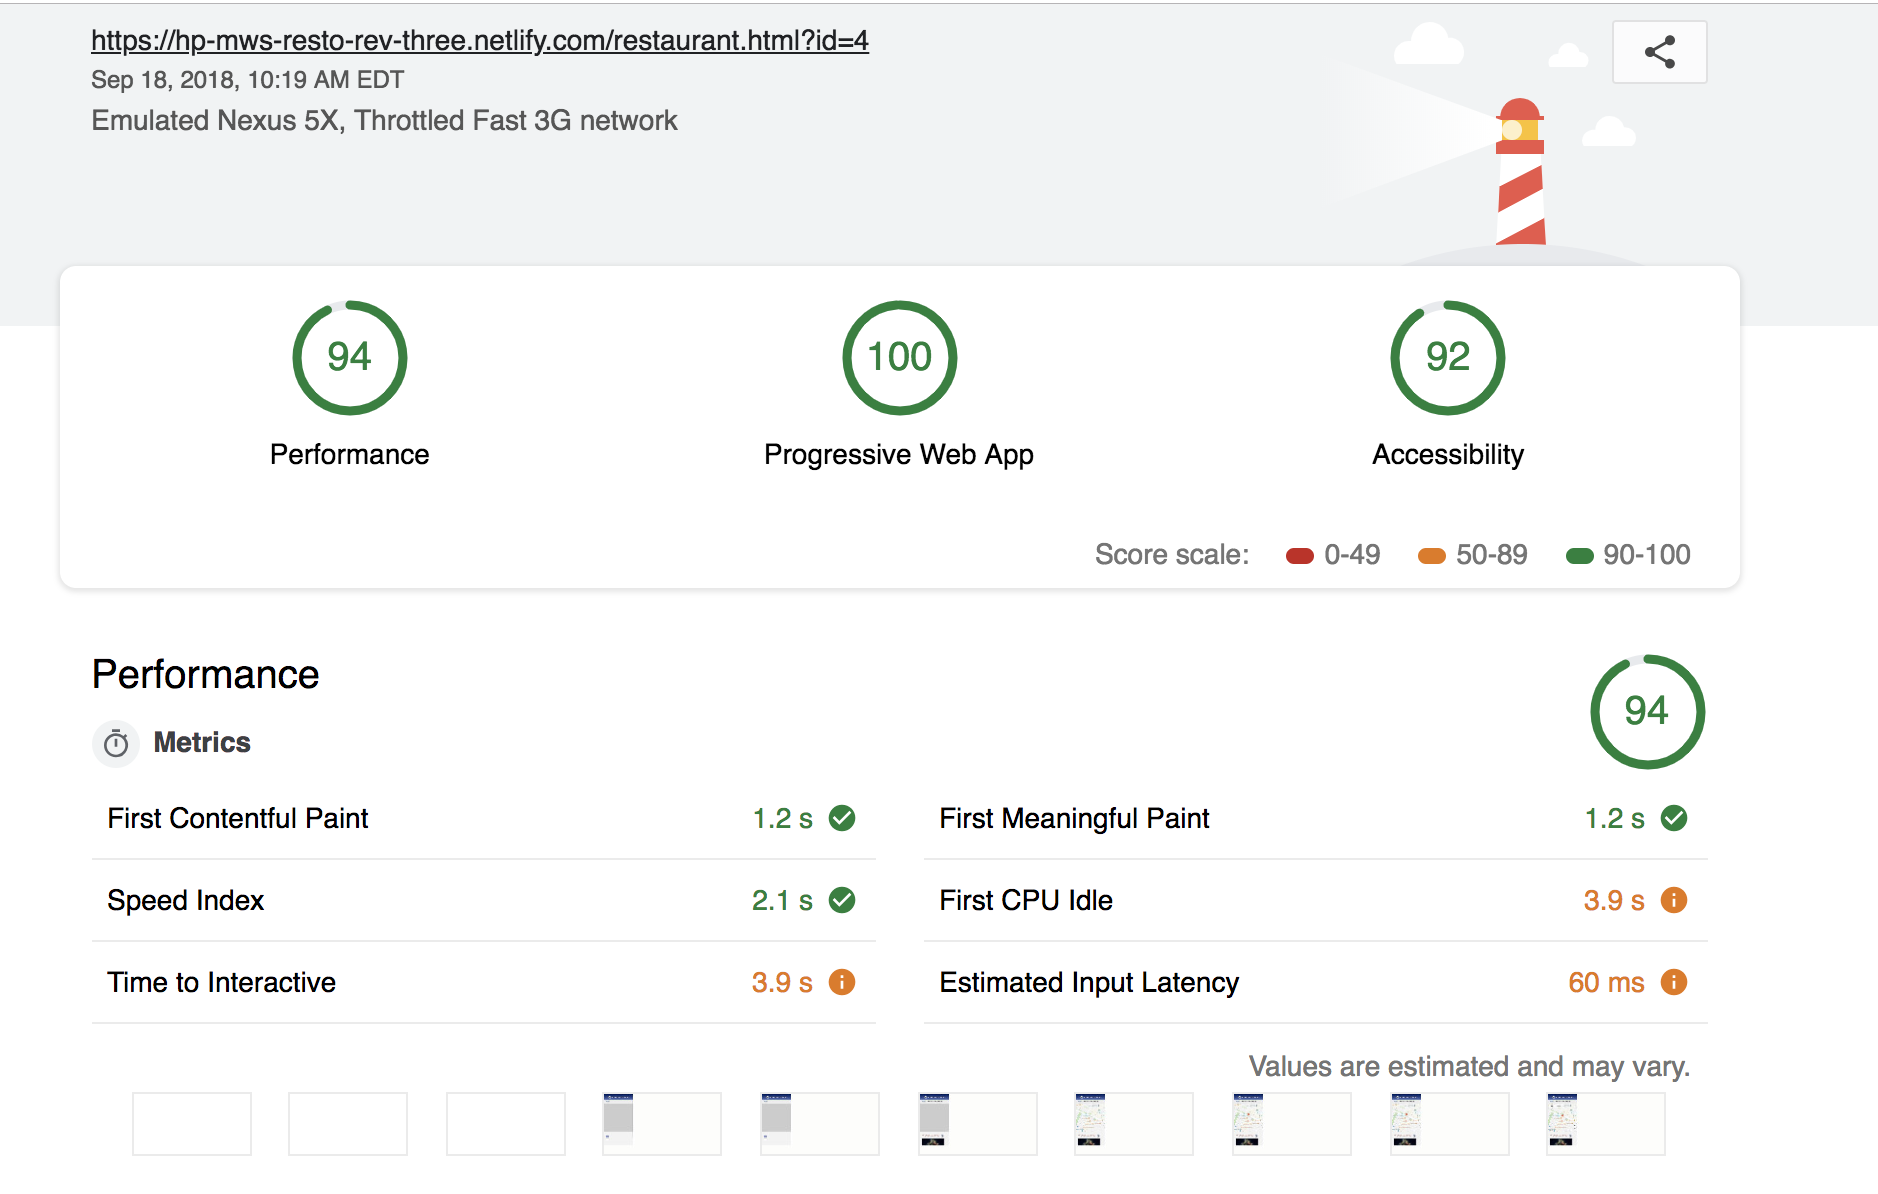 https://hp-mws-resto-rev-three.netlify.com/restaurant.html?id=4
Sep 18, 2018, 10:19 AM EDT
Emulated Nexus 5X, Throttled Fast 3G network
94
100
92
Performance
Progressive Web App
Accessibility
Score scale: 0-49 50-89 90-100
Performance
94
Metrics
First Contentful Paint 1.2 s
First Meaningful Paint 1.2 s
Speed Index 2.1 s
First CPU Idle 3.9 s
Time to Interactive 3.9 s
Estimated Input Latency 60 ms
Values are estimated and may vary.